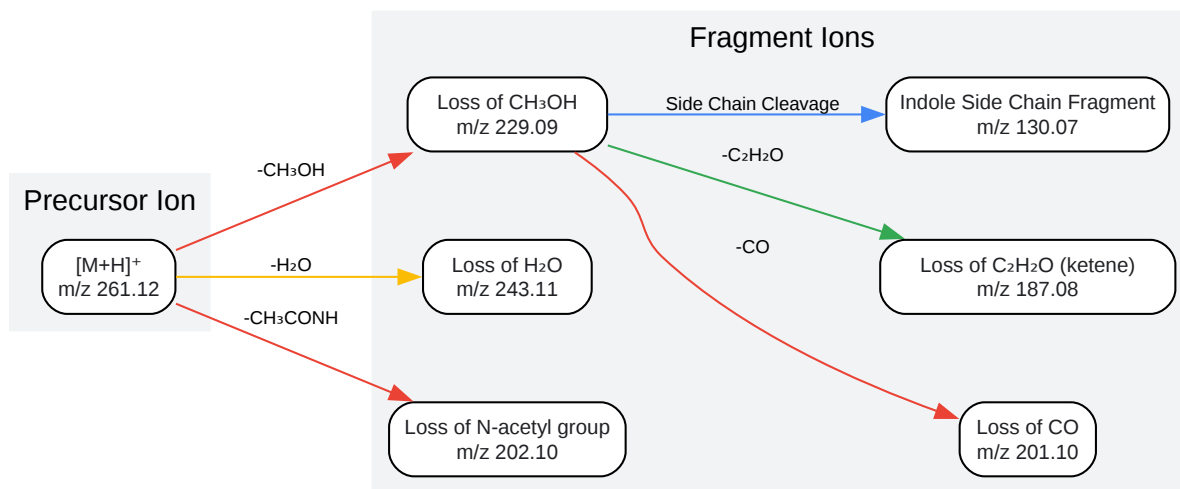 Fragment Ions
Loss of CH₃OH
m/z 229.09
Side Chain Cleavage
Indole Side Chain Fragment
m/z 130.07
-CH₃OH
-C₂H₂O
Precursor Ion
[M+H]⁺
m/z 261.12
-H₂O
Loss of H₂O
m/z 243.11
-CO
Loss of C₂H₂O (ketene)
m/z 187.08
-CH₃CONH
Loss of N-acetyl group
m/z 202.10
Loss of CO
m/z 201.10